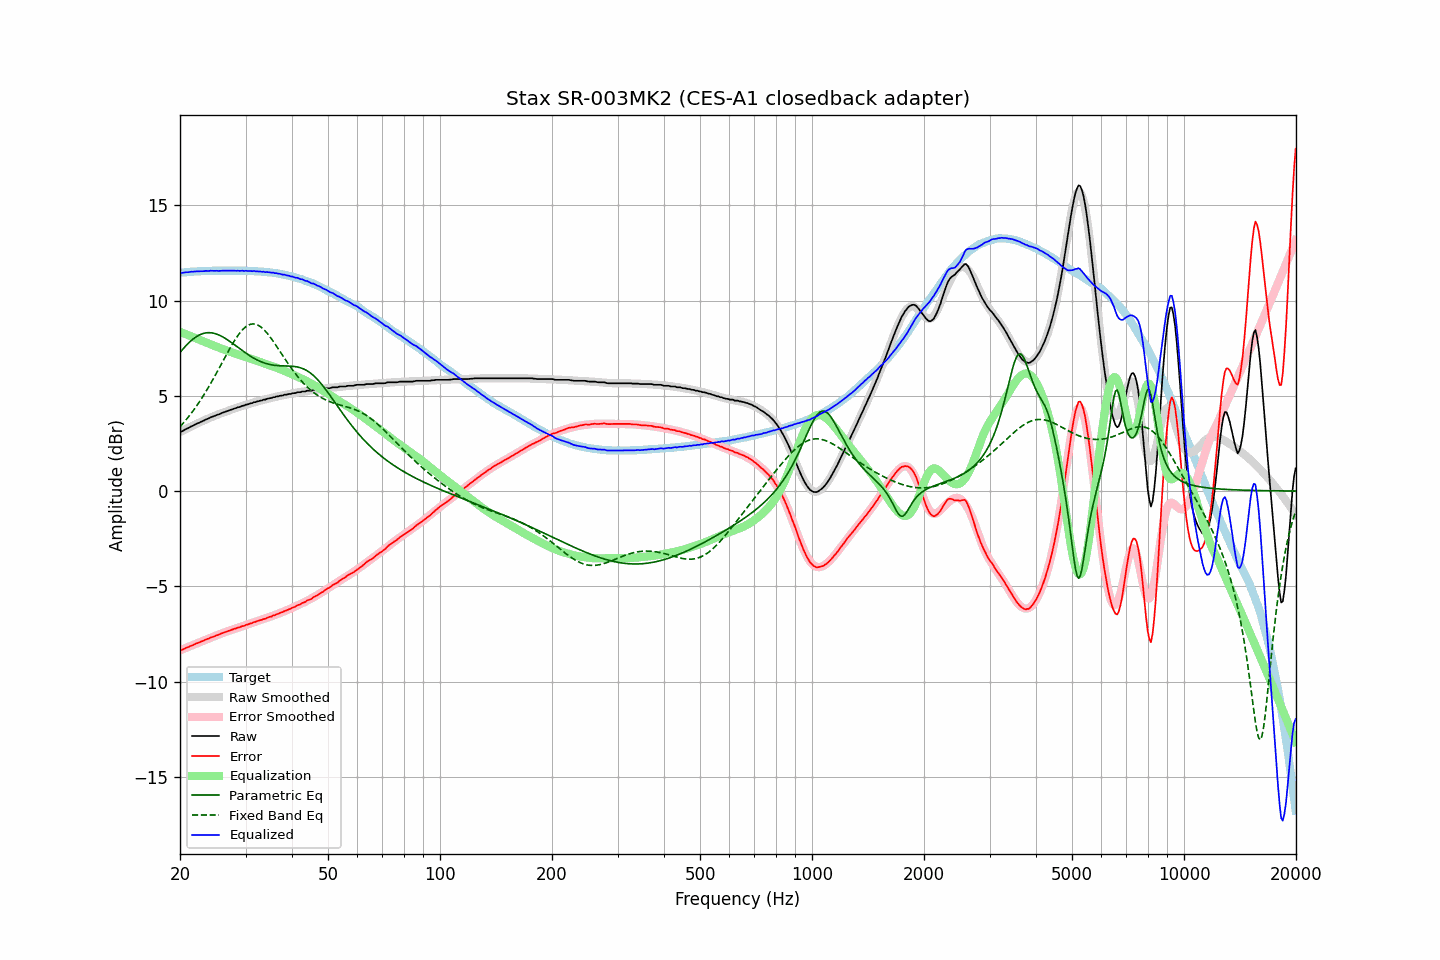 Stax SR-003MK2 (CES-A1 closedback adapter)
Amplitude (dBr)
15
10
5
0
−5
−10
−15
Target
Raw Smoothed
Error Smoothed
Raw
Error
Equalization
Parametric Eq
Fixed Band Eq
Equalized
20 50 100 200 500 1000 2000 5000 10000 20000
Frequency (Hz)